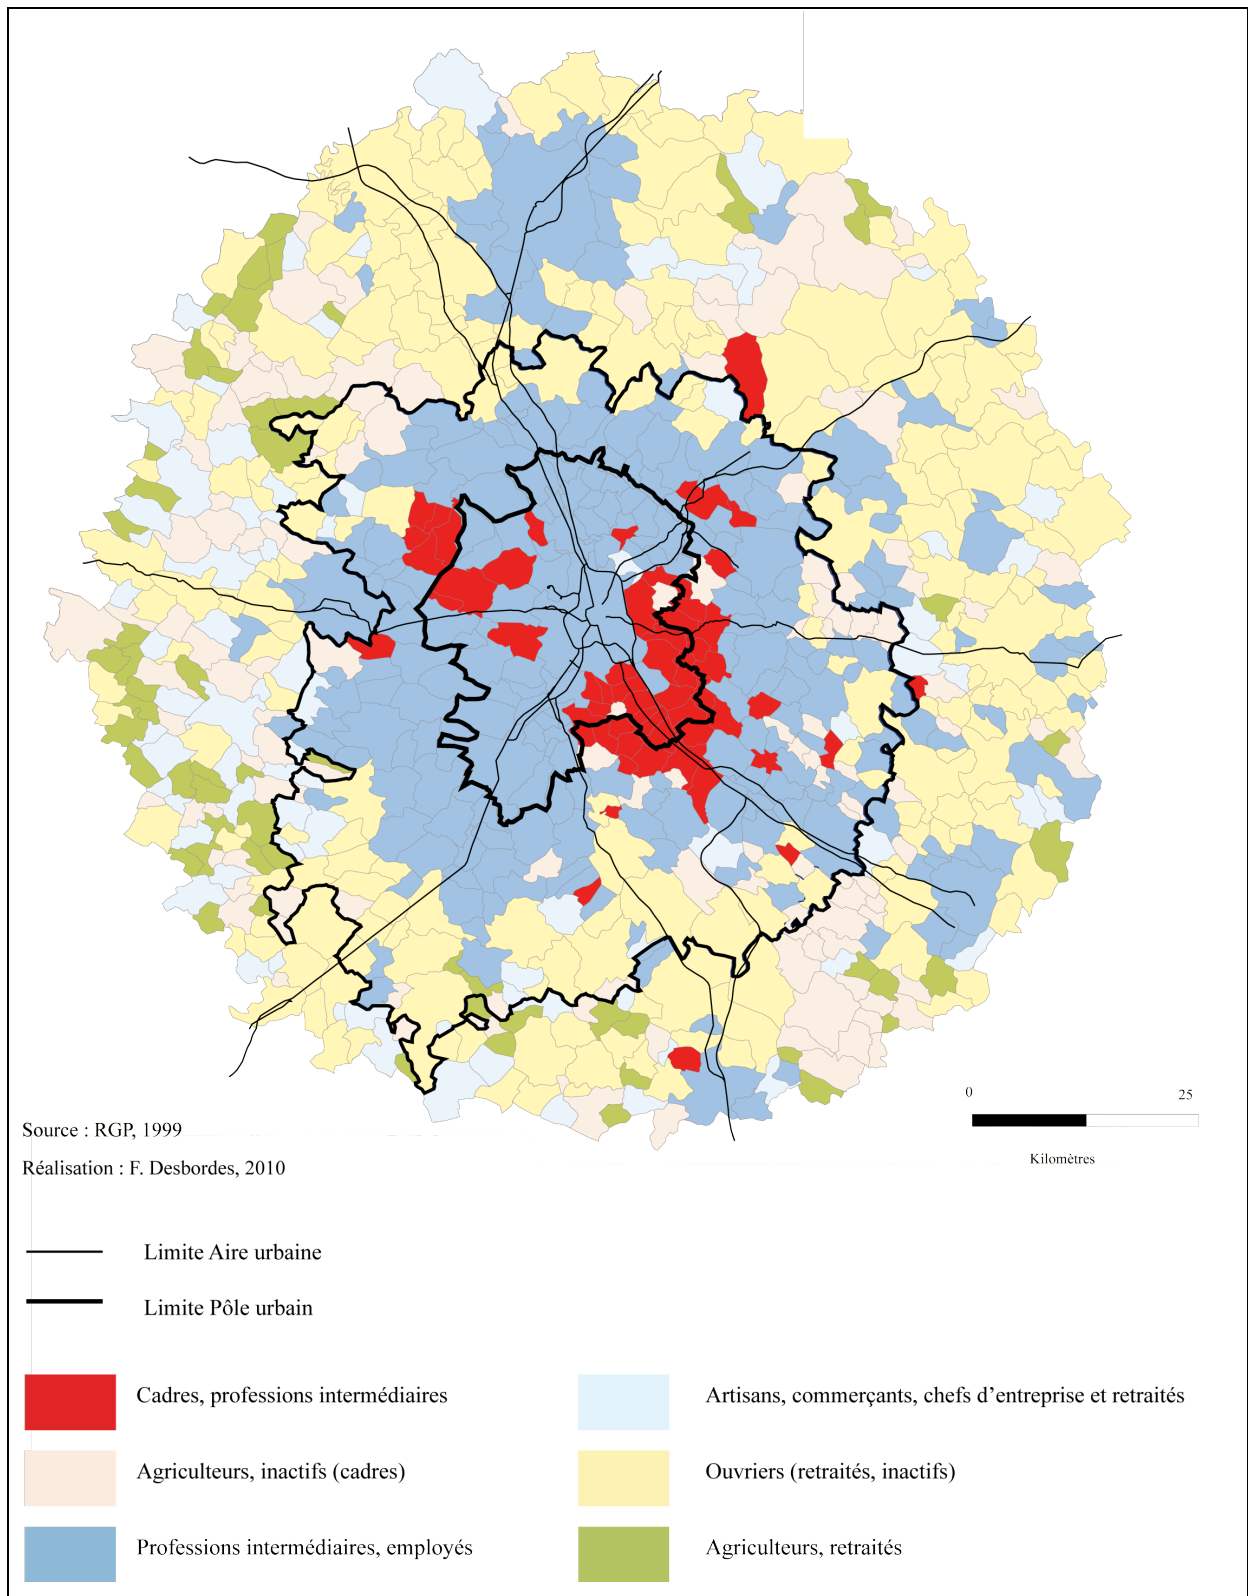 0
25
Kilomètres
Source : RGP, 1999
Réalisation : F. Desbordes, 2010
Limite Aire urbaine
Limite Pôle urbain
Cadres, professions intermédiaires
Artisans, commerçants, chefs d’entreprise et retraités
Agriculteurs, inactifs (cadres)
Ouvriers (retraités, inactifs)
Professions intermédiaires, employés
Agriculteurs, retraités